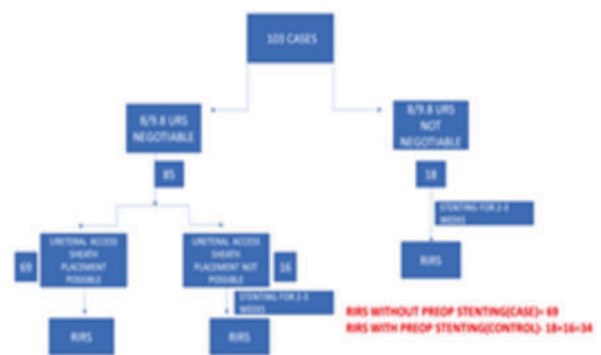 103 CASES
8/9.8 URS
NEGOTIABLE
8/9.8 URS
NOT
NEGOTIABLE
85
18
STENTING FOR 2-3
WEEKS
69
URETERAL ACCESS
SHEATH
PLACEMENT
POSSIBLE
URETERAL ACCESS
SHEATH
PLACEMENT NOT
POSSIBLE
16
RIRS
STENTING FOR 2-3
WEEKS
RIRS
RIRS
RIRS WITHOUT PREOP STENTING(CASE)= 69
RIRS WITH PREOP STENTING(CONTROL)- 18+16=34